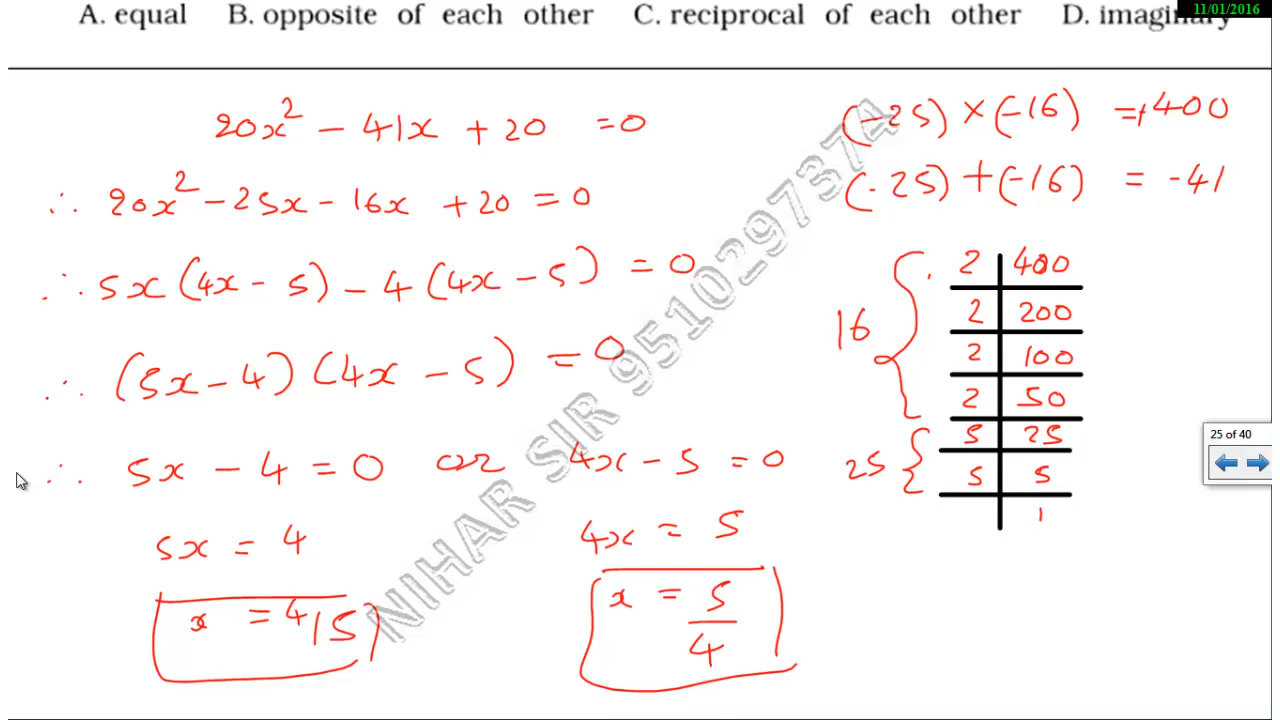 11/01/2016
A. equal B. opposite of each other C. reciprocal of each other D. imaginary
20x² - 41x + 20 = 0
∴ 20x² - 25x - 16x + 20 = 0
∴ 5x (4x - 5) - 4 (4x - 5) = 0
∴ (5x - 4) (4x - 5) = 0
∴ 5x - 4 = 0 or 4x - 5 = 0
5x = 4
x = 4/5
4x = 5
x = 5/4
(-25) × (-16) = +400
(-25) + (-16) = -41
2 400
2 200
16
2 100
2 50
5 25
25
5 5
1
25 of 40
NIHAR SIR 9510297374